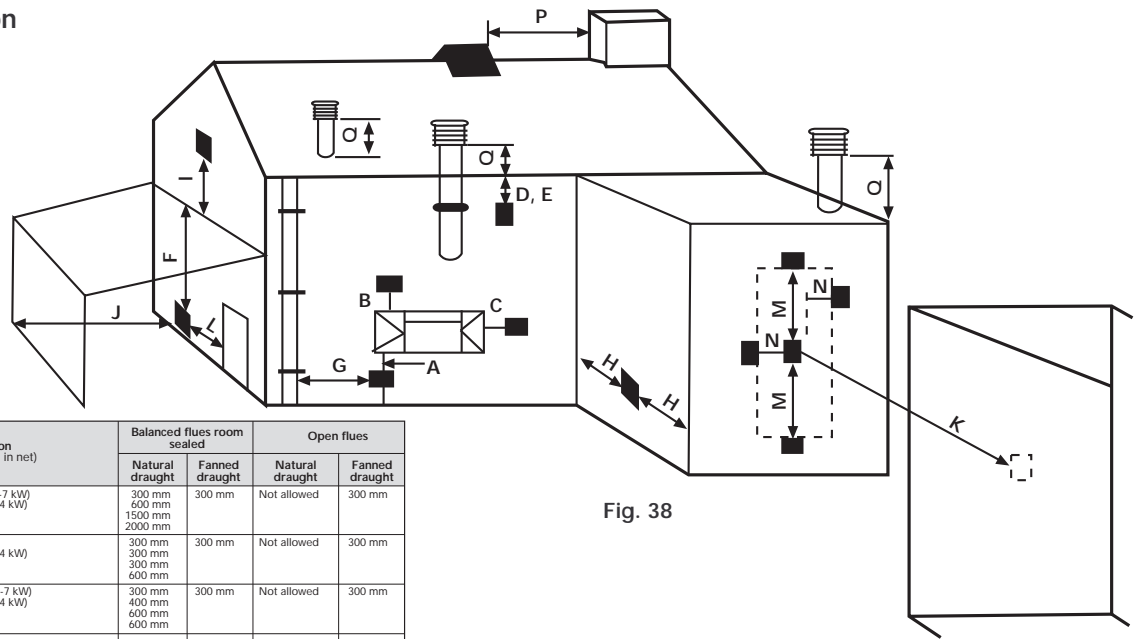 P
Q
Q
D, E
Q
I
F
B
C
N
M
J
L
G
A
H
N
H
M
K
Fig. 38
Balanced flues room sealed Open flues
in net)
Natural draught Fanned draught Natural draught Fanned draught
-7 kW) 300 mm 300 mm Not allowed 300 mm
4 kW) 600 mm
1500 mm
2000 mm
300 mm 300 mm Not allowed 300 mm
4 kW) 300 mm
300 mm
600 mm
-7 kW) 300 mm 300 mm Not allowed 300 mm
4 kW) 400 mm
600 mm
600 mm